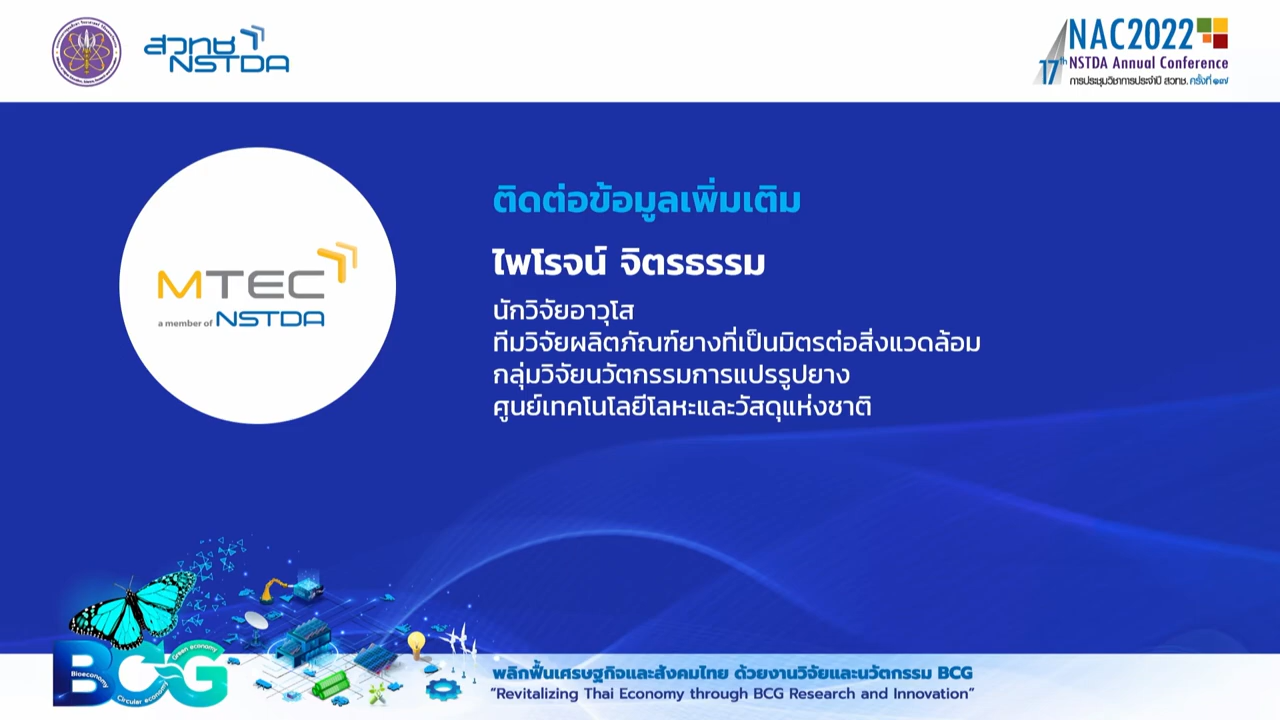 สวทช
NSTDA
NAC2022
17th NSTDA Annual Conference
การประชุมวิชาการประจำปี สวทช. ครั้งที่ ๑๗
MTEC
a member of NSTDA
ติดต่อข้อมูลเพิ่มเติม
ไพโรจน์ จิตรธรรม
นักวิจัยอาวุโส
ทีมวิจัยผลิตภัณฑ์ยางที่เป็นมิตรต่อสิ่งแวดล้อม
กลุ่มวิจัยนวัตกรรมการแปรรูปยาง
ศูนย์เทคโนโลยีโลหะและวัสดุแห่งชาติ
BCG
Bioeconomy
Circular economy
Green economy
พลิกฟื้นเศรษฐกิจและสังคมไทย ด้วยงานวิจัยและนวัตกรรม BCG
“Revitalizing Thai Economy through BCG Research and Innovation”